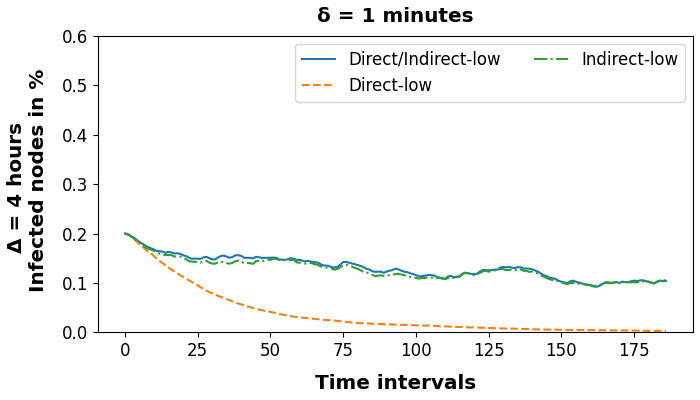 δ = 1 minutes
Δ = 4 hours
Infected nodes in %
0.6
0.5
0.4
0.3
0.2
0.1
0.0
Direct/Indirect-low
Direct-low
Indirect-low
0 25 50 75 100 125 150 175
Time intervals